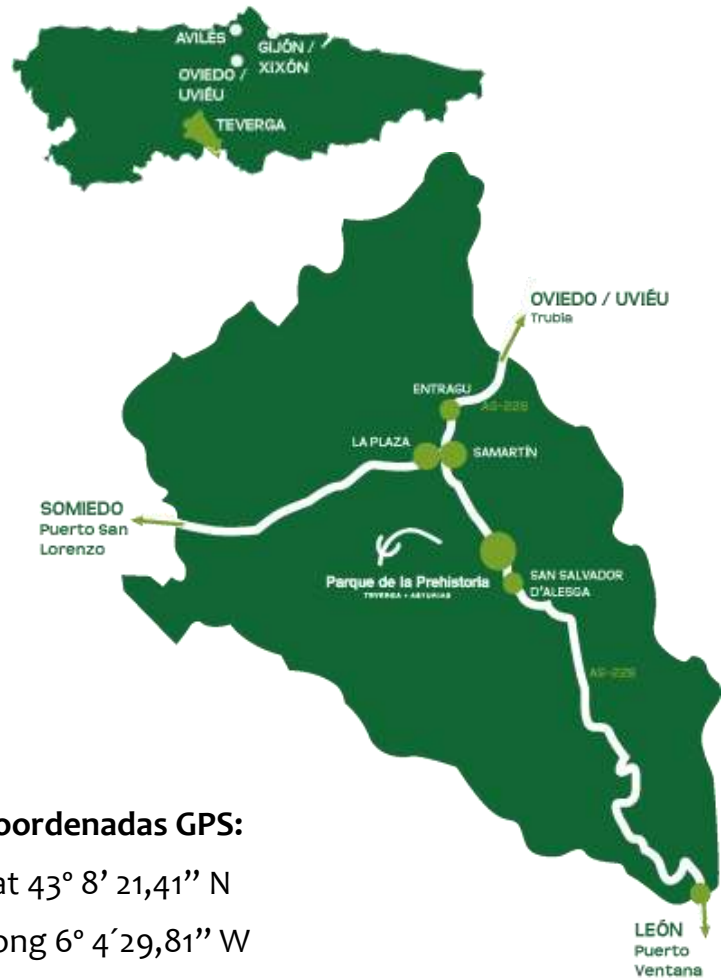 AVILÉS
GIJÓN /
XIXÓN
OVIEDO /
UVIÉU
TEVERGA
OVIEDO / UVIÉU
Trubia
ENTRAGU
AS-228
LA PLAZA
SAMARTÍN
SOMIEDO
Puerto San
Lorenzo
Parque de la Prehistoria
TEVERGA • ASTURIAS
SAN SALVADOR
D'ALESGA
AS-228
oordenadas GPS:
at 43° 8’ 21,41” N
ong 6° 4´29,81” W
LEÓN
Puerto
Ventana